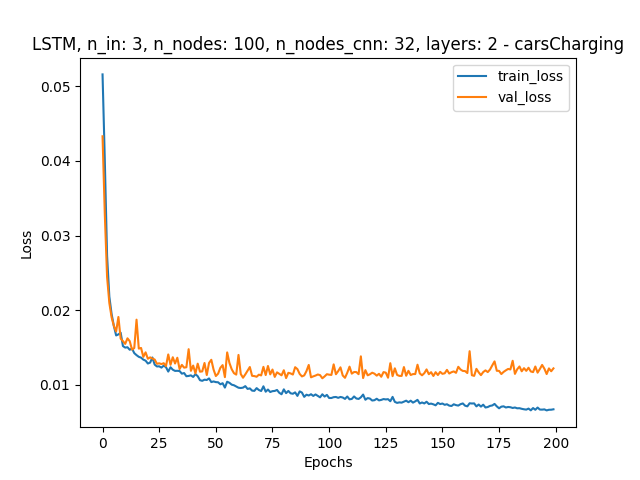 LSTM, n_in: 3, n_nodes: 100, n_nodes_cnn: 32, layers: 2 - carsCharging
train_loss
val_loss
0.05
0.04
0.03
0.02
0.01
Loss
0 25 50 75 100 125 150 175 200
Epochs